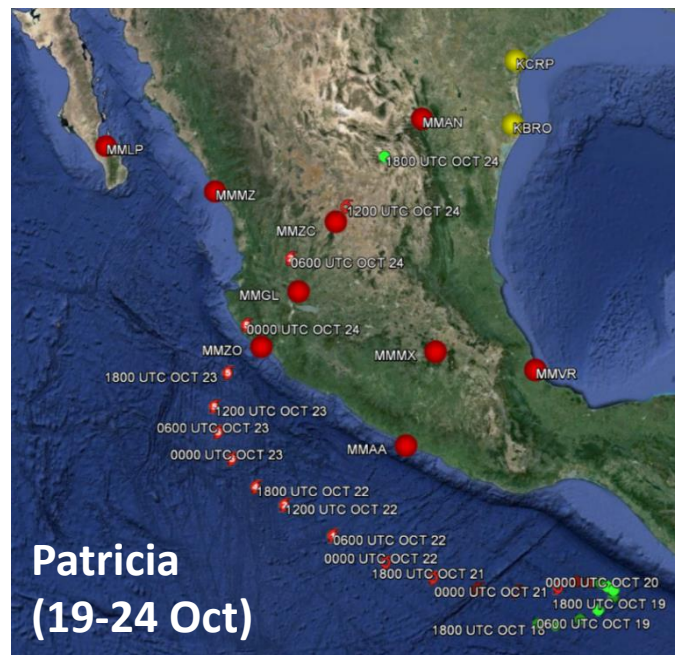 KCRP
MMAN
KBRO
MMLP
1800 UTC OCT 24
MMMZ
1200 UTC OCT 24
MMZC
0600 UTC OCT 24
MMGL
0000 UTC OCT 24
MMZO
MMMX
1800 UTC OCT 23
MMVR
1200 UTC OCT 23
0600 UTC OCT 23
MMAA
0000 UTC OCT 23
1800 UTC OCT 22
1200 UTC OCT 22
0600 UTC OCT 22
0000 UTC OCT 22
1800 UTC OCT 21
0000 UTC OCT 20
0000 UTC OCT 21
1800 UTC OCT 19
0600 UTC OCT 19
1800 UTC OCT 18
Patricia
(19-24 Oct)